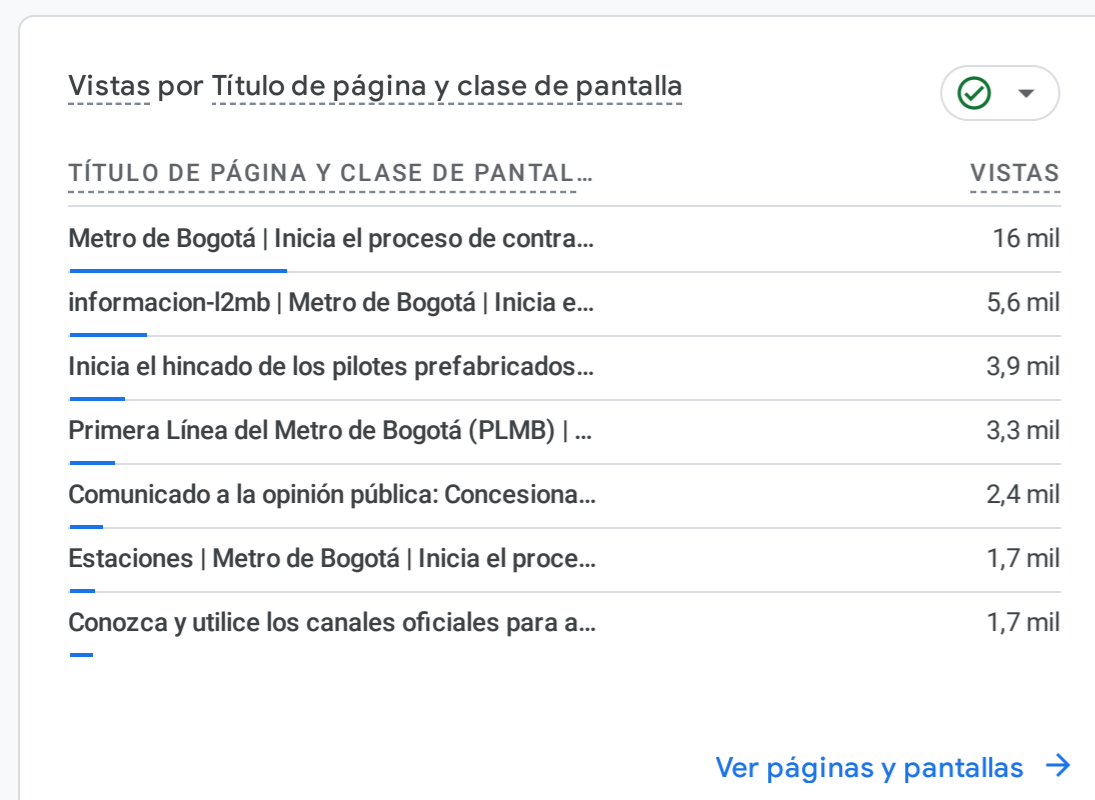 Vistas por Título de página y clase de pantalla
TÍTULO DE PÁGINA Y CLASE DE PANTAL… VISTAS
Metro de Bogotá | Inicia el proceso de contra… 16 mil
informacion-l2mb | Metro de Bogotá | Inicia e… 5,6 mil
Inicia el hincado de los pilotes prefabricados… 3,9 mil
Primera Línea del Metro de Bogotá (PLMB) | … 3,3 mil
Comunicado a la opinión pública: Concesiona… 2,4 mil
Estaciones | Metro de Bogotá | Inicia el proce… 1,7 mil
Conozca y utilice los canales oficiales para a… 1,7 mil
Ver páginas y pantallas